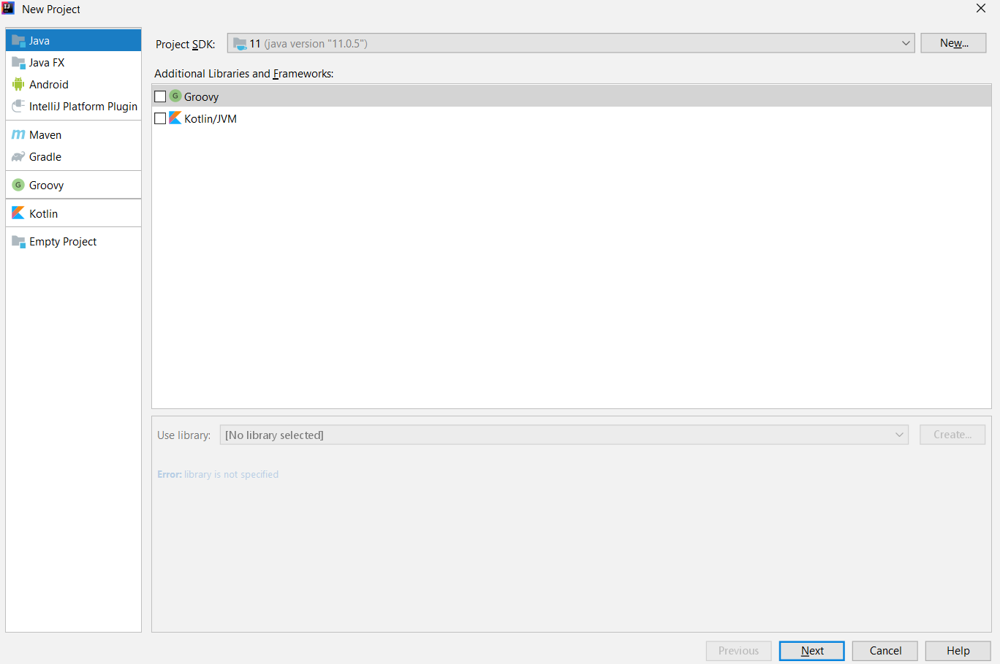 New Project
Java
Java FX
Android
IntelliJ Platform Plugin
Maven
Gradle
Groovy
Kotlin
Empty Project
Project SDK: 11 (java version "11.0.5") New...
Additional Libraries and Frameworks:
Groovy
Kotlin/JVM
Use library: [No library selected] Create...
Error: library is not specified
Previous Next Cancel Help